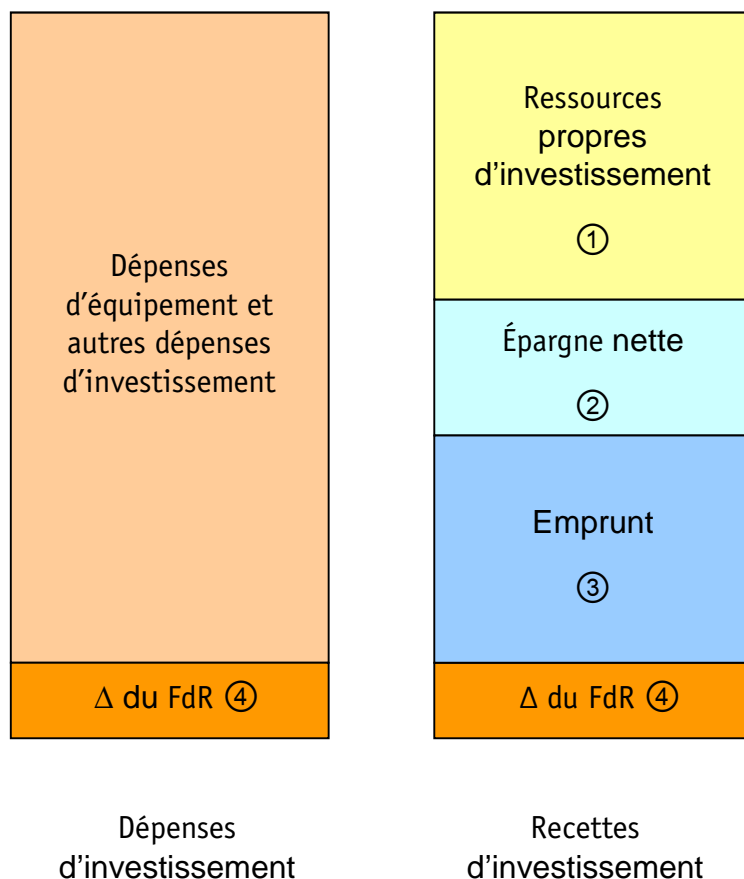 Dépenses
d'équipement et
autres dépenses
d'investissement
Δ du FdR ④
Dépenses
d'investissement
Ressources
propres
d'investissement
①
Épargne nette
②
Emprunt
③
Δ du FdR ④
Recettes
d'investissement